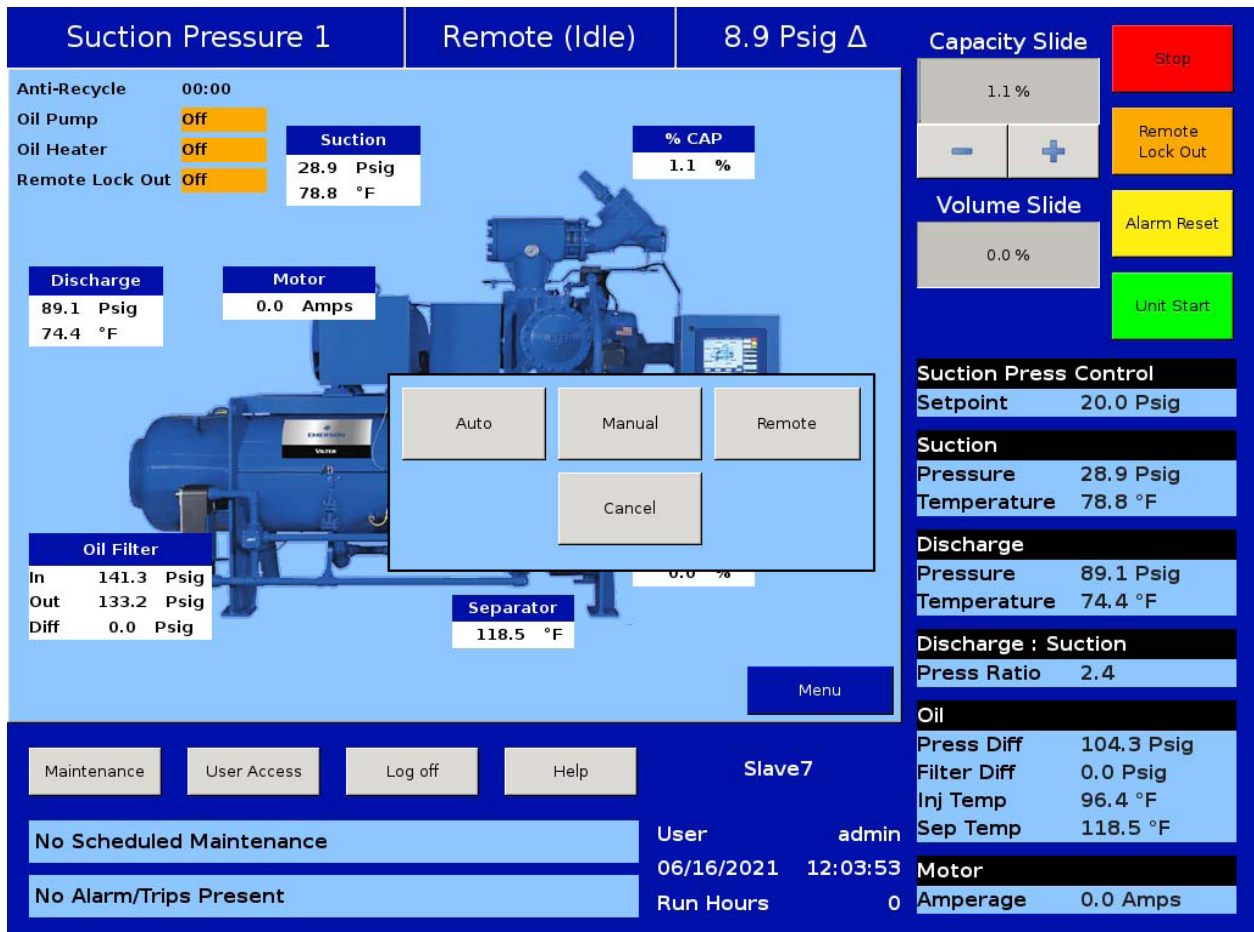 Suction Pressure 1
Remote (Idle)
8.9 Psig Δ
Anti-Recycle 00:00
Oil Pump Off
Oil Heater Off
Remote Lock Out Off
Suction
28.9 Psig
78.8 °F
% CAP
1.1 %
Discharge
89.1 Psig
74.4 °F
Motor
0.0 Amps
EMERSON
VILTER
Auto
Manual
Remote
Cancel
Oil Filter
In 141.3 Psig
Out 133.2 Psig
Diff 0.0 Psig
0.0 %
Separator
118.5 °F
Menu
Maintenance
User Access
Log off
Help
Slave7
No Scheduled Maintenance
No Alarm/Trips Present
User admin
06/16/2021 12:03:53
Run Hours 0
Capacity Slide
1.1 %
Volume Slide
0.0 %
Stop
Remote
Lock Out
Alarm Reset
Unit Start
Suction Press Control
Setpoint 20.0 Psig
Suction
Pressure 28.9 Psig
Temperature 78.8 °F
Discharge
Pressure 89.1 Psig
Temperature 74.4 °F
Discharge : Suction
Press Ratio 2.4
Oil
Press Diff 104.3 Psig
Filter Diff 0.0 Psig
Inj Temp 96.4 °F
Sep Temp 118.5 °F
Motor
Amperage 0.0 Amps